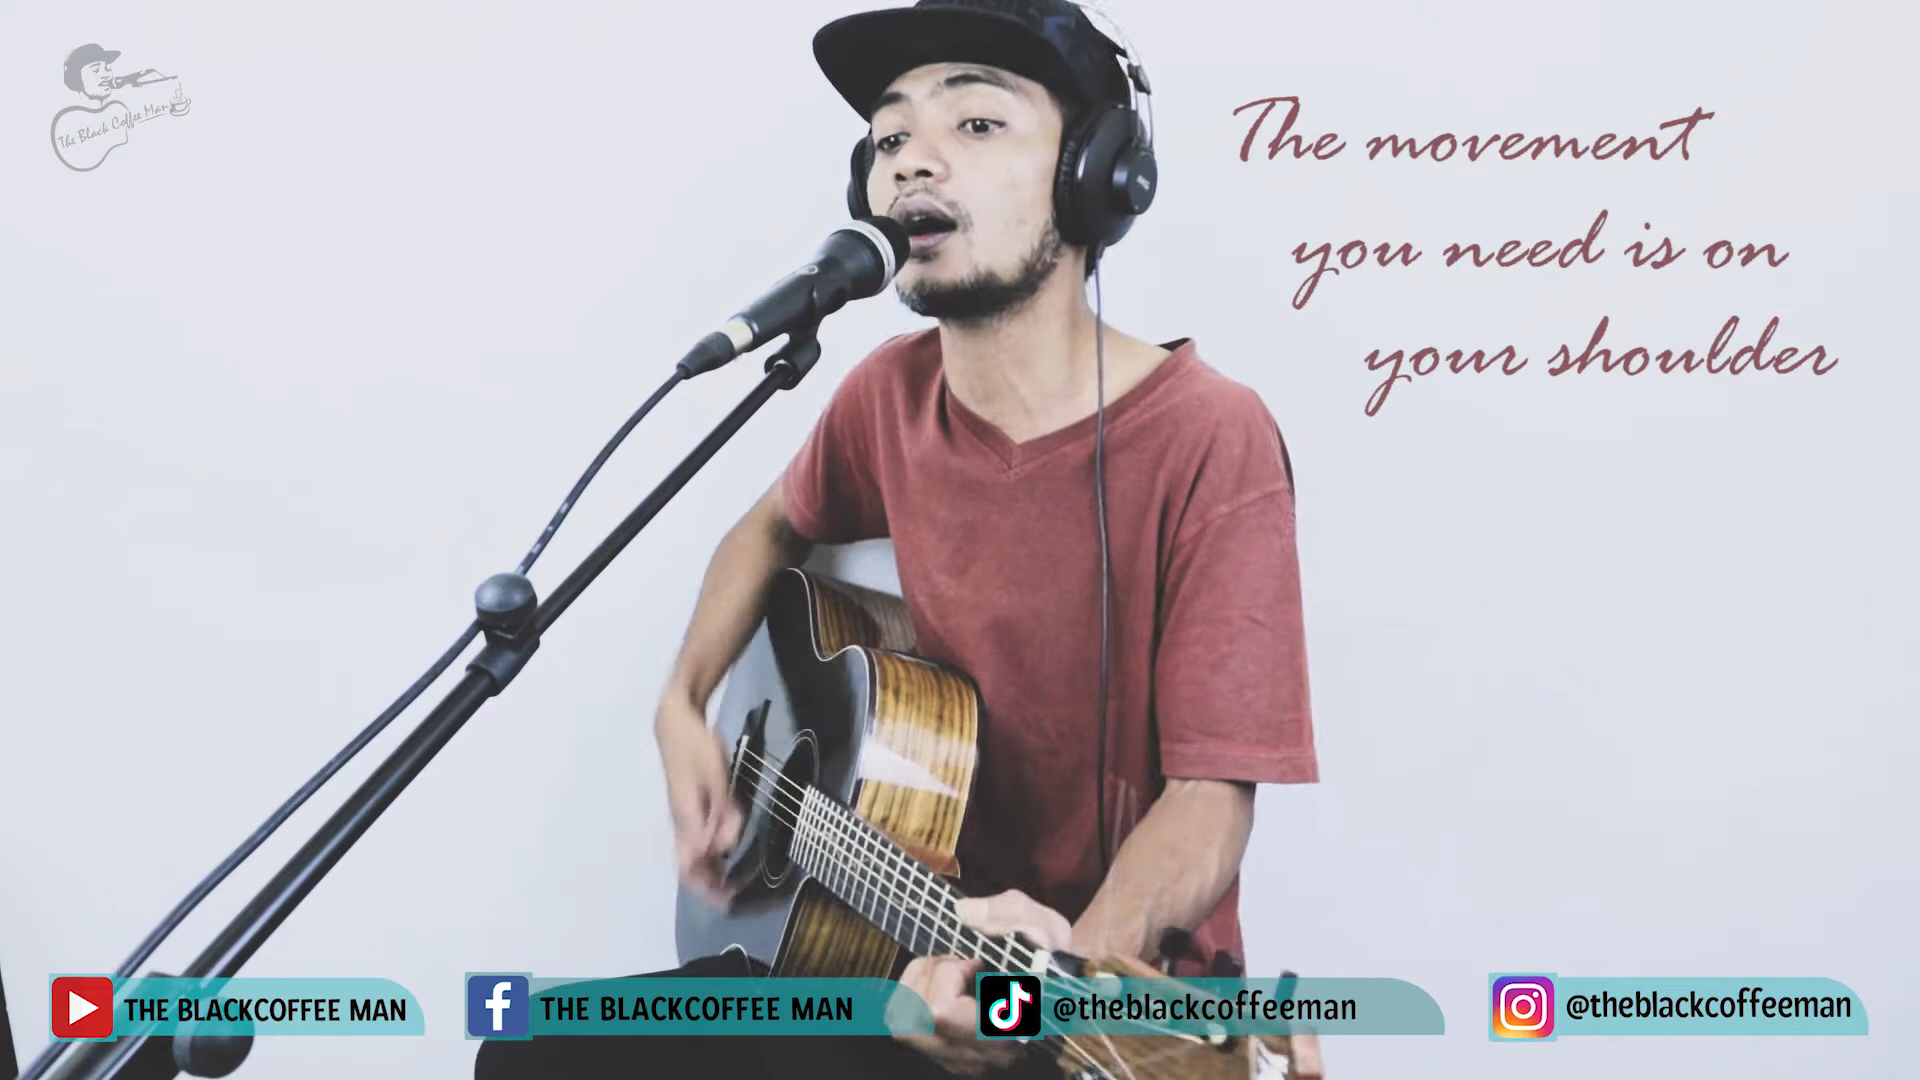 The Black Coffee Man
The movement
you need is on
your shoulder
THE BLACKCOFFEE MAN
THE BLACKCOFFEE MAN
@theblackcoffeeman
@theblackcoffeeman